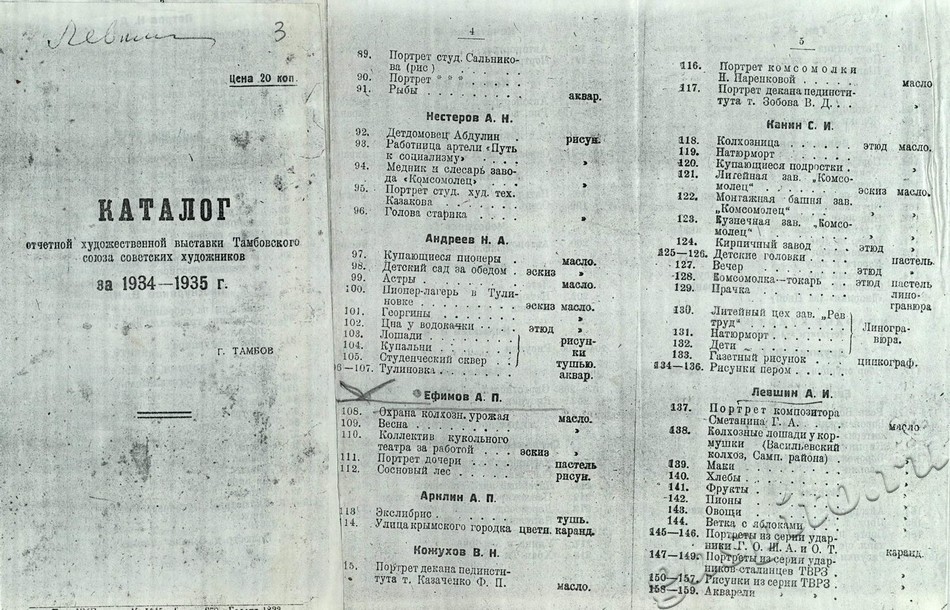 Левшин
3
Цена 20 коп.
КАТАЛОГ
отчетной художественной выставки Тамбовского
союза советских художников
за 1934—1935 г.
г. ТАМБОВ
4
89. Портрет студ. Сальнико-
ва (рис) . . . . . .
90. Портрет * * * . . . .
91. Рыбы . . . . . . . . аквар.
Нестеров А. Н.
92. Детдомовец Абдулин . рисун.
93. Работница артели «Путь
к социализму» . . . . „
94. Медник и слесарь заво-
да «Комсомолец» . . . „
95. Портрет студ. худ. тех.
Казакова . . . . . .
96. Голова старика . . . . „
Андреев Н. А.
97. Купающиеся пионеры . масло.
98. Детский сад за обедом . эскиз „
99. Астры . . . . . . . масло.
100. Пионер-лагерь в Тули-
новке . . . . . . эскиз масло.
101. Георгины . . . . . . „
102. Цна у водокачки . . . этюд „
103. Лошади . . . . . . рисун-
104. Купальни . . . . . ки
105. Студенческий сквер . тушью.
6—107. Тулиновка . . . . . аквар.
Ефимов А. П.
108. Охрана колхозн. урожая масло.
109. Весна . . . . . . . „
110. Коллектив кукольного
театра за работой эскиз „
111. Портрет дочери . . . . пастель
112. Сосновый лес . . . . . рисун.
Арклин А. П.
113 Экслибрис . . . . . . тушь.
14. Улица крымского городка цветн. каранд.
Кожухов В. Н.
15. Портрет декана пединсти-
тута т. Казаченко Ф. П. масло.
5
116. Портрет комсомолки
Н. Наренковой . . . . масло
117. Портрет декана пединсти-
тута т. Зобова В. Д. . . „
Канин С. И.
118. Колхозница . . . . . этюд масло.
119. Натюрморт . . . . . „
120. Купающиеся подростки . „
121. Литейная зав. „Комсо-
молец“ . . . . . . эскиз масло.
122. Монтажная башня зав.
„Комсомолец“ . . . . „ „
123. Кузнечная зав. „Комсо-
молец“ . . . . . . „ „
124. Кирпичный завод . . . этюд „
125—126. Детские головки . . . . пастель.
127. Вечер . . . . . . . этюд „
128. Комсомолка—токарь . . этюд пастель
129. Прачка . . . . . . . лино-
гравюра
130. Литейный цех зав. „Рев
труд“ . . . . . . . Линогра-
131. Натюрморт . . . . . вюра.
132. Дети . . . . . . .
133. Газетный рисунок . . . цинкограф.
134—136. Рисунки пером . . . . „
Левшин А. И.
137. Портрет композитора
Сметанина Г. А. . . . масло
138. Колхозные лошади у кор-
мушки (Васильевский
колхоз, Самп. района) . „
139. Маки . . . . . . . „
140. Хлебы . . . . . . . „
141. Фрукты . . . . . . „
142. Пионы . . . . . . . „
143. Овощи . . . . . . . „
144. Ветка с яблоками . . . „
145—146. Портреты из серии удар-
ники Г. О. Ш. А. и О. Т. каранд.
147—149. Портреты из серии удар-
ников-сталинцев ТВРЗ „
150—157. Рисунки из серии ТВРЗ . „
158—159. Акварели . . . . . . „